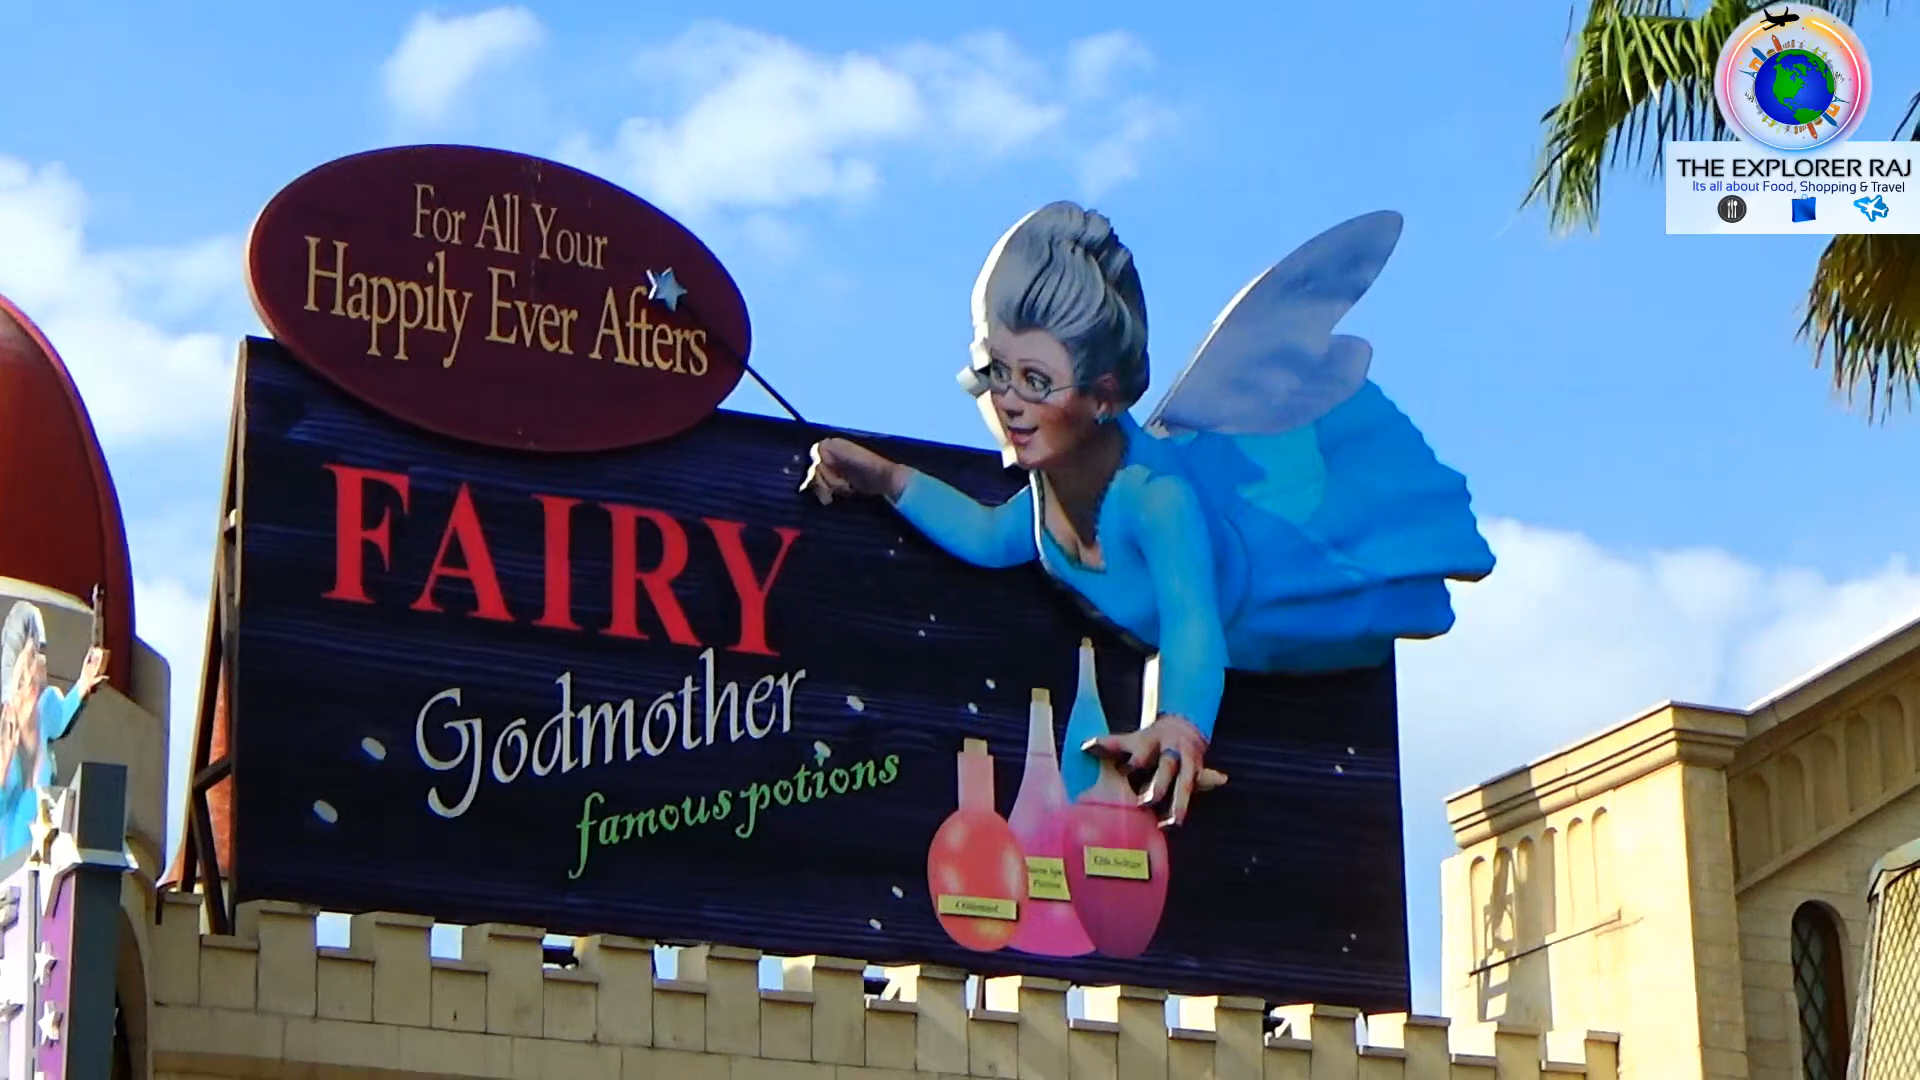 For All Your
Happily Ever Afters
FAIRY
Godmother
famous potions
THE EXPLORER RAJ
Its all about Food, Shopping & Travel